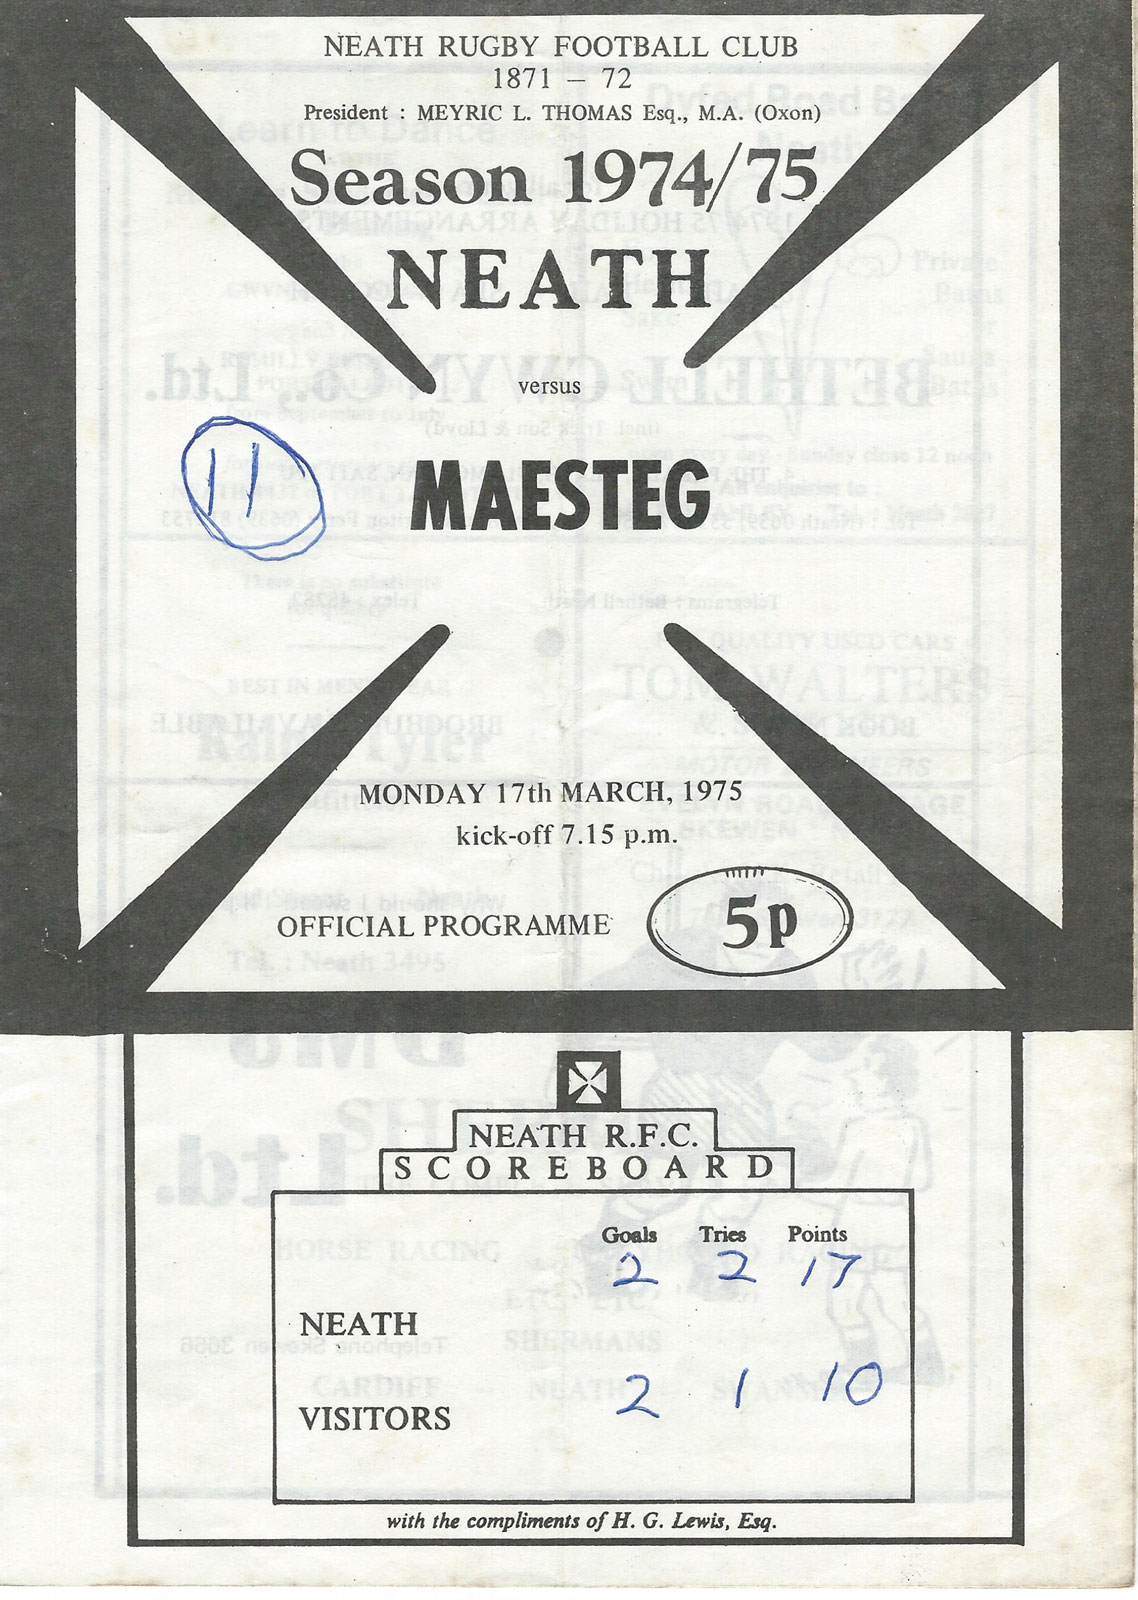 NEATH RUGBY FOOTBALL CLUB
1871 – 72
President : MEYRIC L. THOMAS Esq., M.A. (Oxon)
Season 1974/75
NEATH
versus
11
MAESTEG
MONDAY 17th MARCH, 1975
kick-off 7.15 p.m.
OFFICIAL PROGRAMME 5p
NEATH R.F.C.
SCOREBOARD
Goals Tries Points
2 2 17
NEATH
2 1 10
VISITORS
with the compliments of H. G. Lewis, Esq.